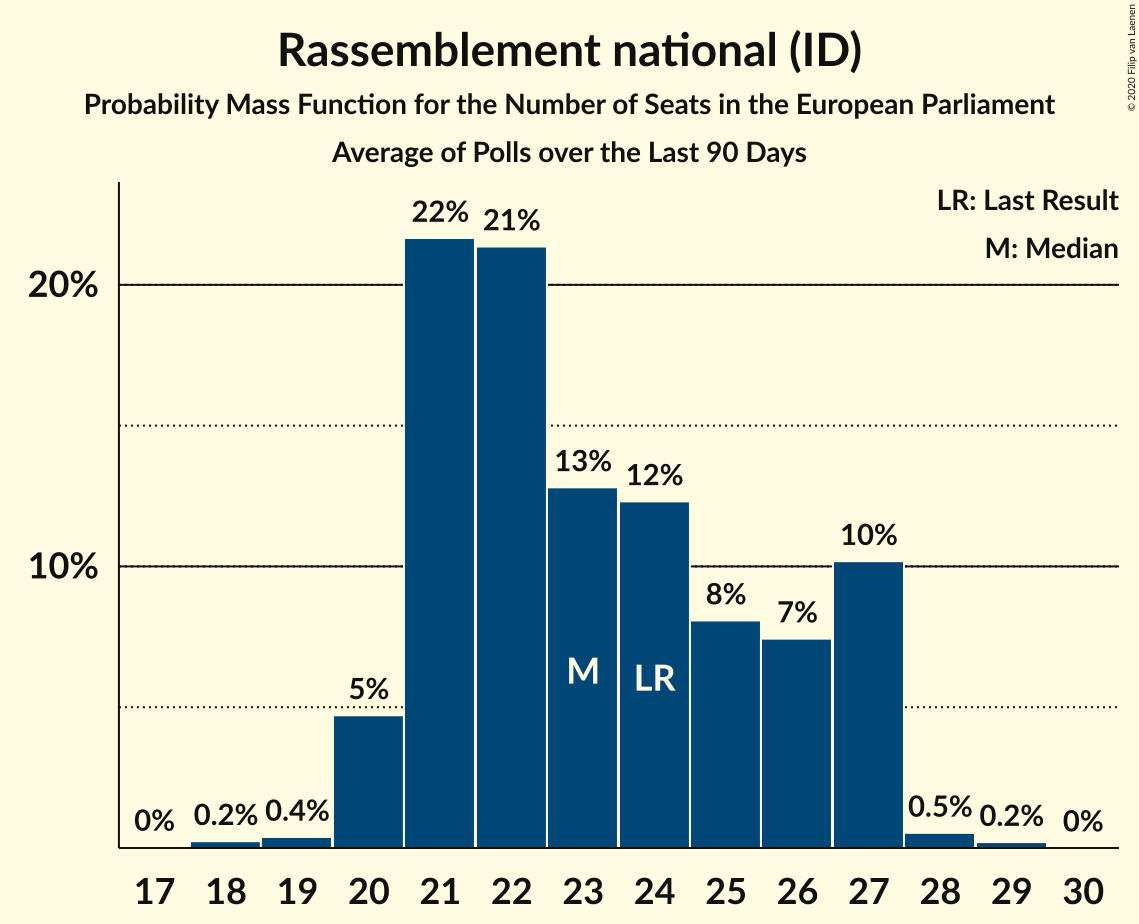 Rassemblement national (ID)
Probability Mass Function for the Number of Seats in the European Parliament
Average of Polls over the Last 90 Days
© 2020 Filip van Laenen
LR: Last Result
M: Median
20%
10%
0% 0.2% 0.4% 5% 22% 21% 13% 12% 8% 7% 10% 0.5% 0.2% 0%
M LR
17 18 19 20 21 22 23 24 25 26 27 28 29 30